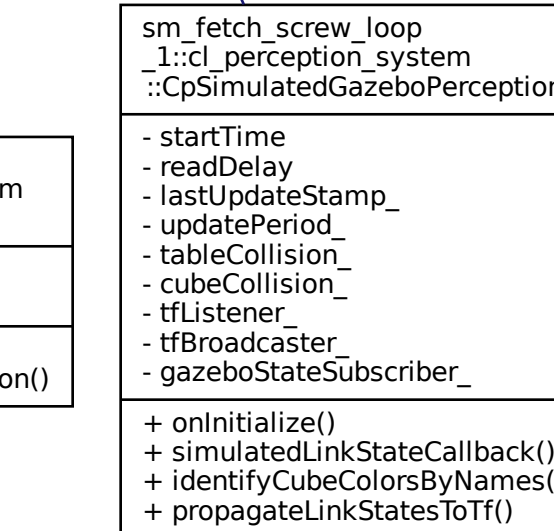 sm_fetch_screw_loop
_1::cl_perception_system
::CpSimulatedGazeboPerception
- startTime
- readDelay
- lastUpdateStamp_
- updatePeriod_
- tableCollision_
- cubeCollision_
- tfListener_
- tfBroadcaster_
- gazeboStateSubscriber_
+ onInitialize()
+ simulatedLinkStateCallback()
+ identifyCubeColorsByNames(
+ propagateLinkStatesToTf()
m
on()